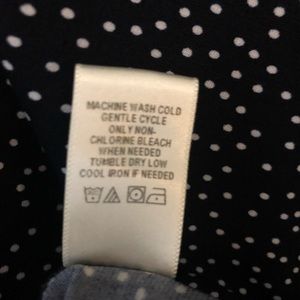 MACHINE WASH COLD
GENTLE CYCLE
ONLY NON-
CHLORINE BLEACH
WHEN NEEDED
TUMBLE DRY LOW
COOL IRON IF NEEDED